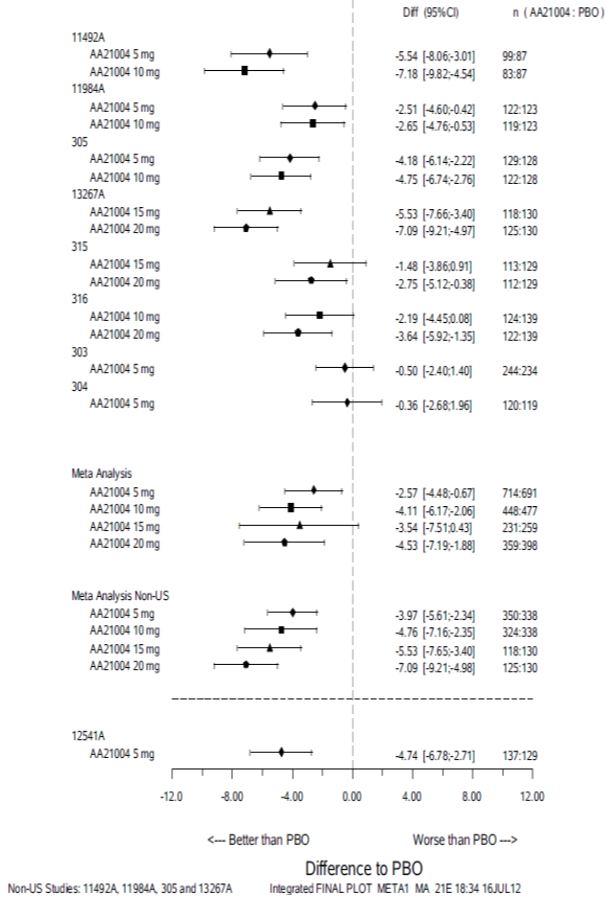 Diff (95%CI) n ( AA21004 : PBO )
11492A
AA21004 5 mg -5.54 [-8.06;-3.01] 99:87
AA21004 10 mg -7.18 [-9.82;-4.54] 83:87
11984A
AA21004 5 mg -2.51 [-4.60;-0.42] 122:123
AA21004 10 mg -2.65 [-4.76;-0.53] 119:123
305
AA21004 5 mg -4.18 [-6.14;-2.22] 129:128
AA21004 10 mg -4.75 [-6.74;-2.76] 122:128
13267A
AA21004 15 mg -5.53 [-7.66;-3.40] 118:130
AA21004 20 mg -7.09 [-9.21;-4.97] 125:130
315
AA21004 15 mg -1.48 [-3.86;0.91] 113:129
AA21004 20 mg -2.75 [-5.12;-0.38] 112:129
316
AA21004 10 mg -2.19 [-4.45;0.08] 124:139
AA21004 20 mg -3.64 [-5.92;-1.35] 122:139
303
AA21004 5 mg -0.50 [-2.40;1.40] 244:234
304
AA21004 5 mg -0.36 [-2.68;1.96] 120:119
Meta Analysis
AA21004 5 mg -2.57 [-4.48;-0.67] 714:691
AA21004 10 mg -4.11 [-6.17;-2.06] 448:477
AA21004 15 mg -3.54 [-7.51;0.43] 231:259
AA21004 20 mg -4.53 [-7.19;-1.88] 359:398
Meta Analysis Non-US
AA21004 5 mg -3.97 [-5.61;-2.34] 350:338
AA21004 10 mg -4.76 [-7.16;-2.35] 324:338
AA21004 15 mg -5.53 [-7.65;-3.40] 118:130
AA21004 20 mg -7.09 [-9.21;-4.98] 125:130
12541A
AA21004 5 mg -4.74 [-6.78;-2.71] 137:129
-12.0 -8.00 -4.00 0.00 4.00 8.00 12.00
<--- Better than PBO Worse than PBO --->
Difference to PBO
Non-US Studies: 11492A, 11984A, 305 and 13267A Integrated FINAL PLOT META1 MA 21E 18:34 16JUL12